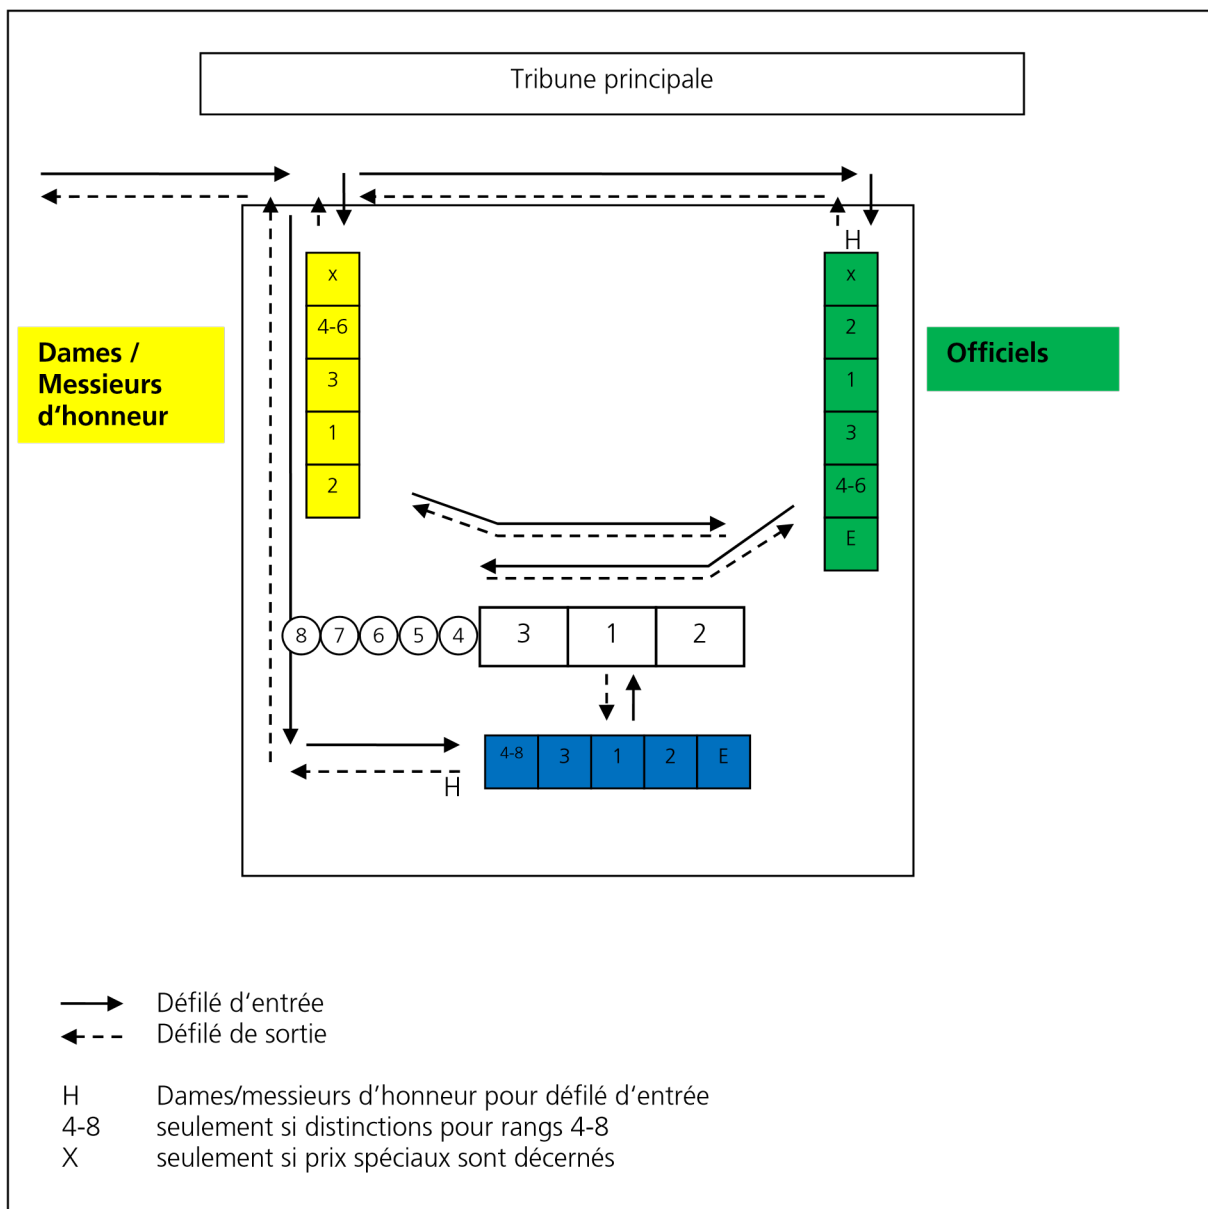 Tribune principale
H
x
x
4-6
2
Dames /
Messieurs
d‘honneur
Officiels
3
1
1
3
2
4-6
E
8 7 6 5 4 3 1 2
4-8 3 1 2 E
H
Défilé d‘entrée
Défilé de sortie
H Dames/messieurs d’honneur pour défilé d’entrée
4-8 seulement si distinctions pour rangs 4-8
X seulement si prix spéciaux sont décernés